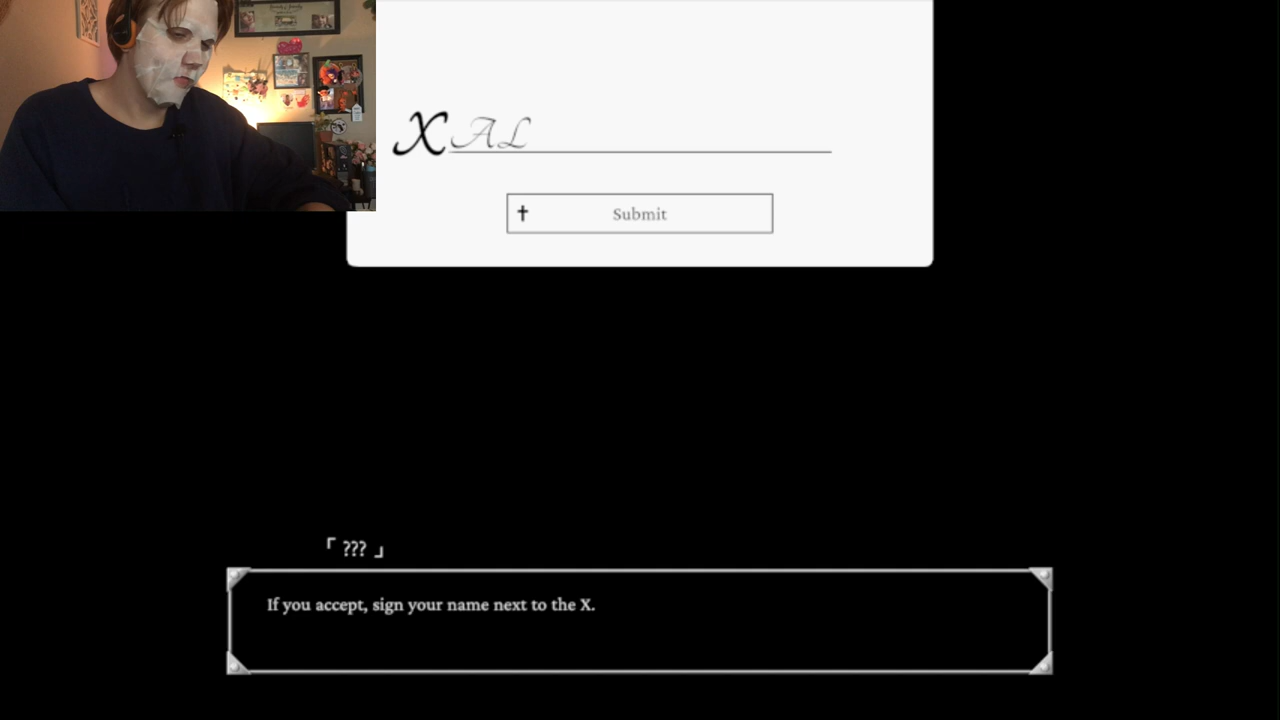 X AL
† Submit
「 ??? 」
If you accept, sign your name next to the X.